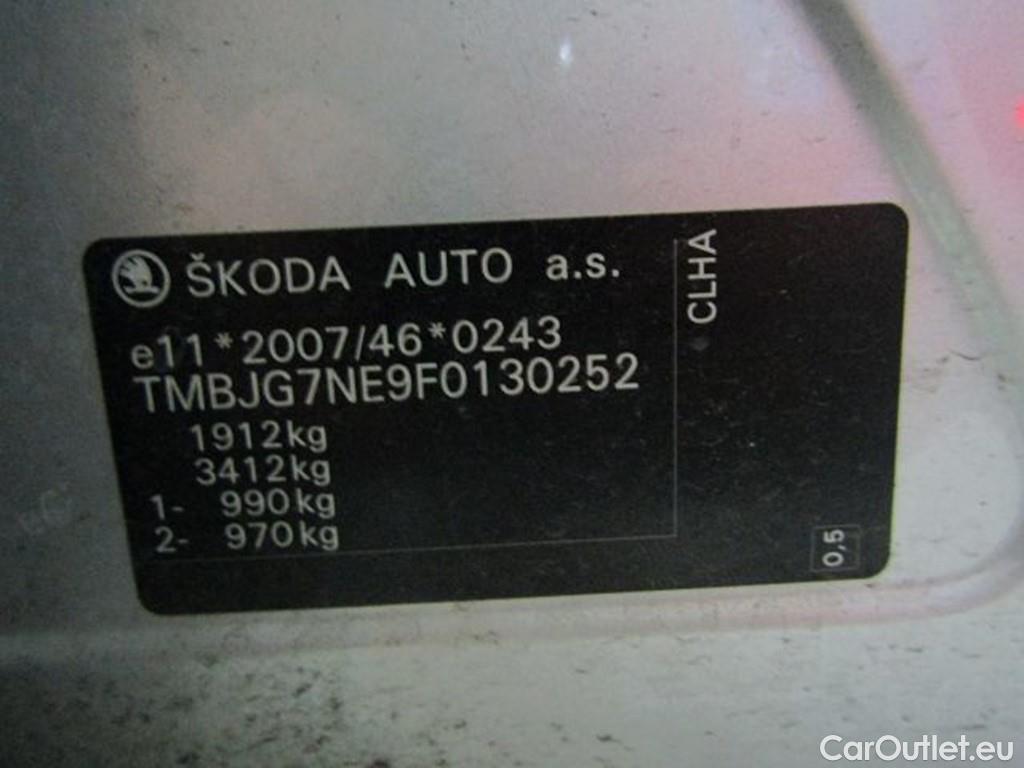 ŠKODA AUTO a.s.
CLHA
e11*2007/46*0243
TMBJG7NE9F0130252
1912kg
3412kg
1- 990kg
2- 970kg
0,5
CarOutlet.eu